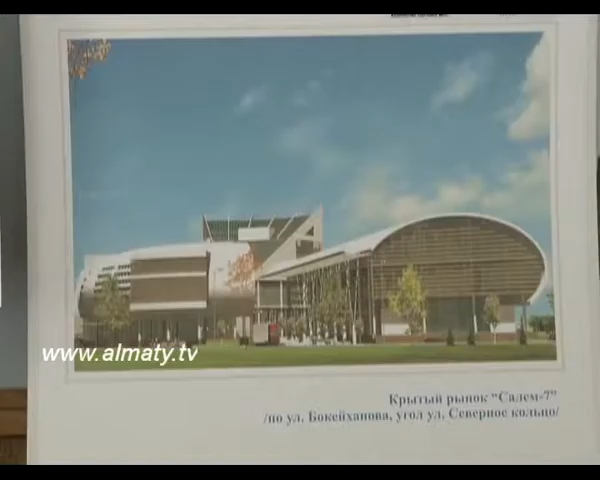 www.almaty.tv
Крытый рынок “Салем-7”
/по ул. Бокейханова, угол ул. Северное кольцо/